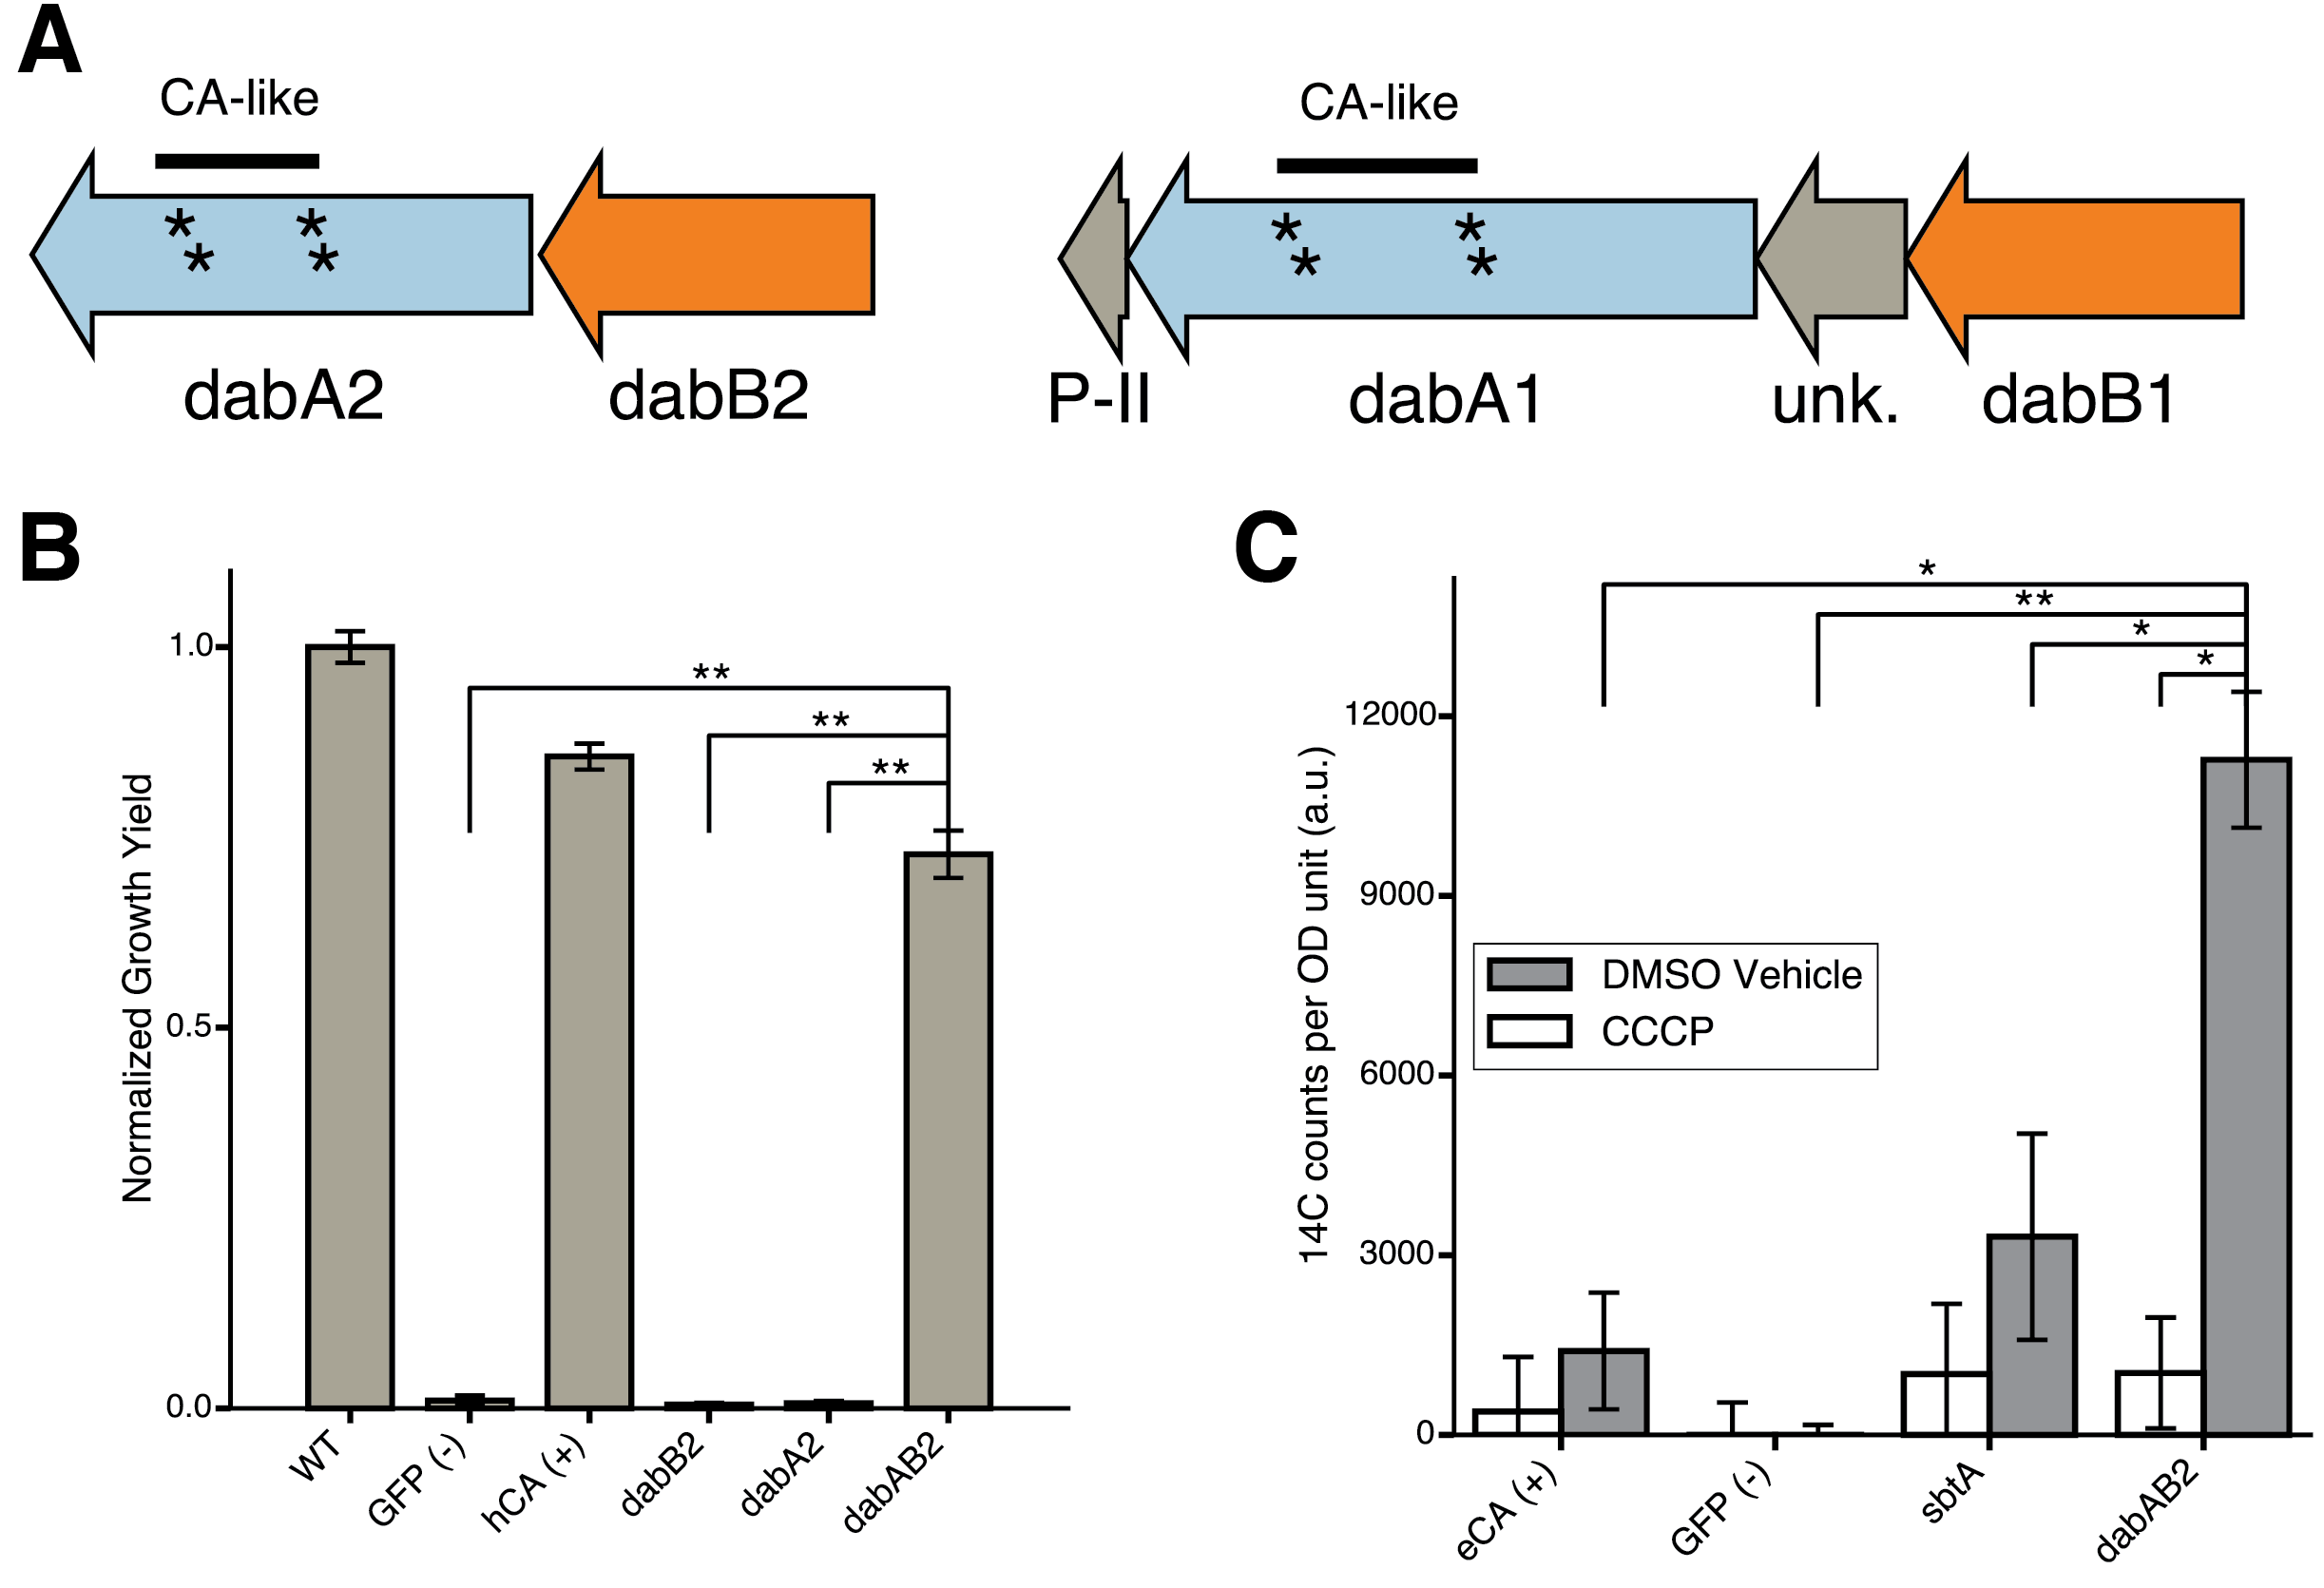 A
CA-like
CA-like
* *
* *
* *
* *
dabA2
dabB2
P-II
dabA1
unk.
dabB1
B
Normalized Growth Yield
1.0
0.5
0.0
**
**
**
WT
GFP (-)
hCA (+)
dabB2
dabA2
dabAB2
C
14C counts per OD unit (a.u.)
12000
9000
6000
3000
0
*
**
*
*
DMSO Vehicle
CCCP
eCA (+)
GFP (-)
sbtA
dabAB2